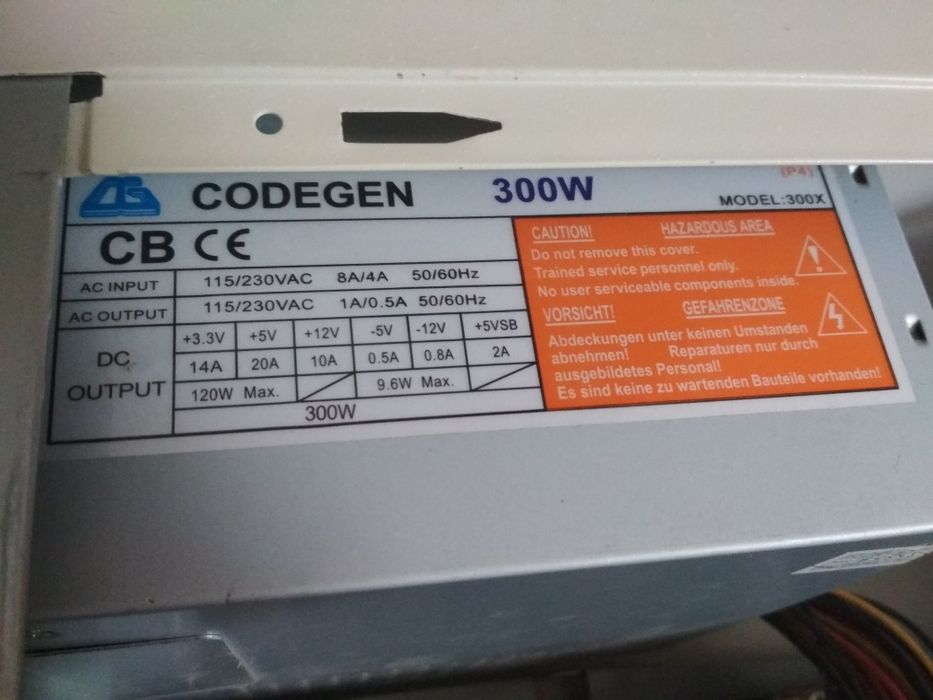 CODEGEN 300W (P4)
MODEL:300X
CB CE
AC INPUT 115/230VAC 8A/4A 50/60Hz
AC OUTPUT 115/230VAC 1A/0.5A 50/60Hz
DC OUTPUT
+3.3V +5V +12V -5V -12V +5VSB
14A 20A 10A 0.5A 0.8A 2A
120W Max. 9.6W Max.
300W
CAUTION! HAZARDOUS AREA
Do not remove this cover.
Trained service personnel only.
No user serviceable components inside.
VORSICHT! GEFAHRENZONE
Abdeckungen unter keinen Umstanden
abnehmen! Reparaturen nur durch
ausgebildetes Personal!
Es sind keine zu wartenden Bauteile vorhanden!